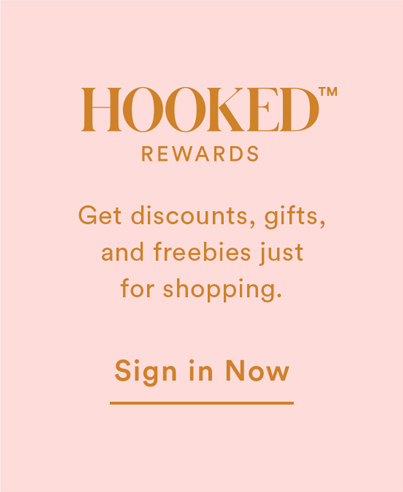 HOOKED™
REWARDS
Get discounts, gifts,
and freebies just
for shopping.
Sign in Now